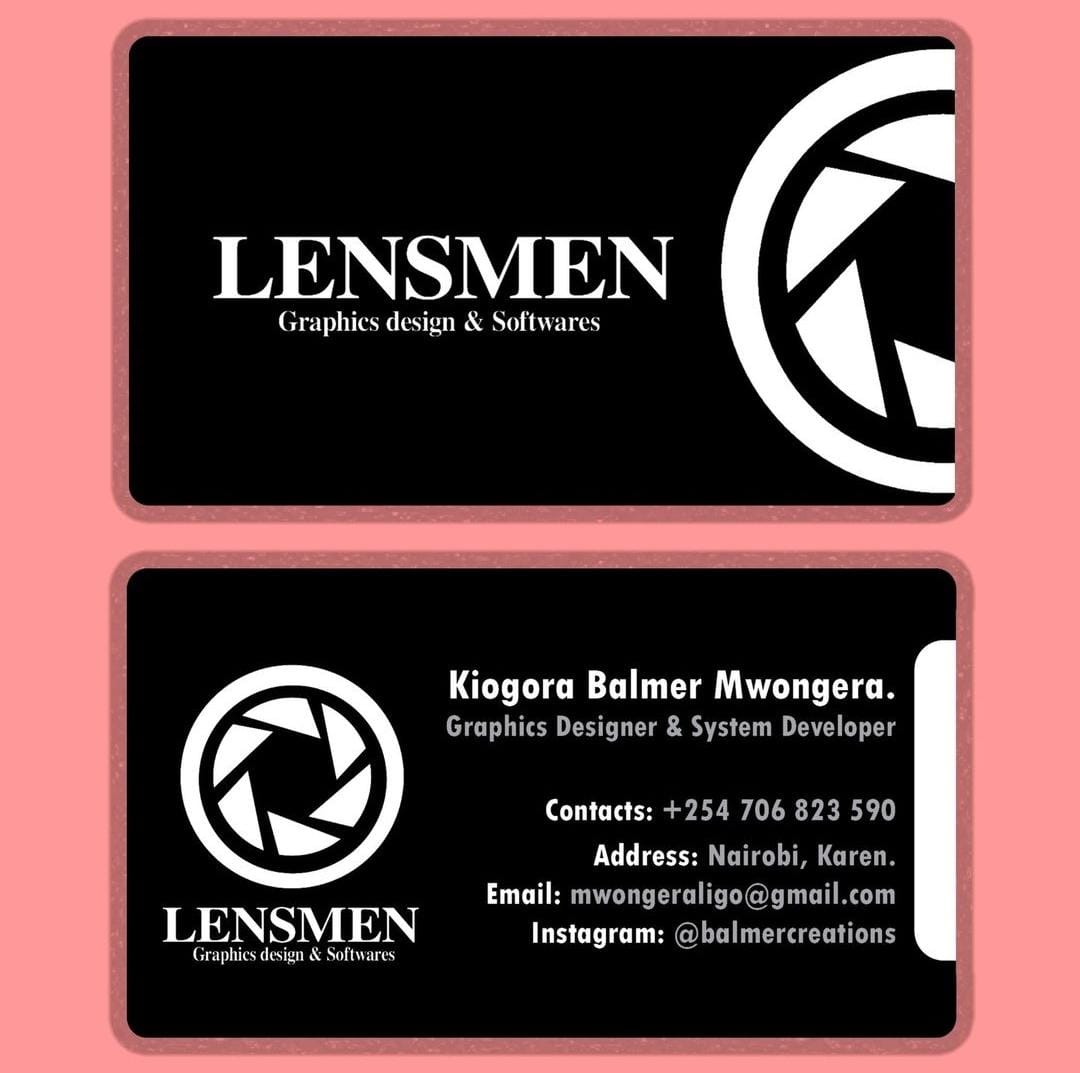 LENSMEN
Graphics design & Softwares
Kiogora Balmer Mwongera.
Graphics Designer & System Developer
Contacts: +254 706 823 590
Address: Nairobi, Karen.
Email: mwongeraligo@gmail.com
Instagram: @balmercreations
LENSMEN
Graphics design & Softwares